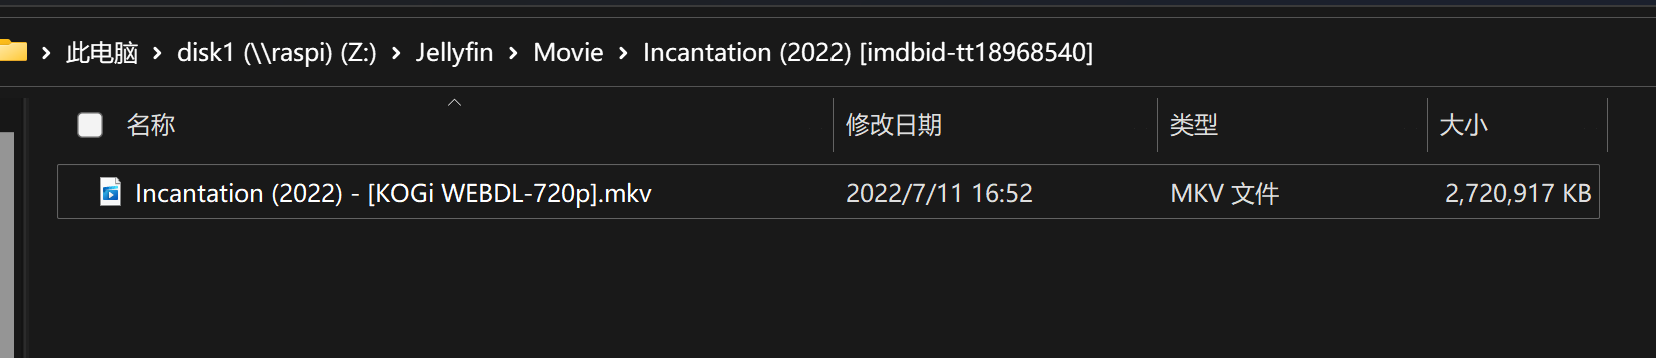 此电脑 > disk1 (\\raspi) (Z:) > Jellyfin > Movie > Incantation (2022) [imdbid-tt18968540]
名称 修改日期 类型 大小
Incantation (2022) - [KOGi WEBDL-720p].mkv 2022/7/11 16:52 MKV 文件 2,720,917 KB